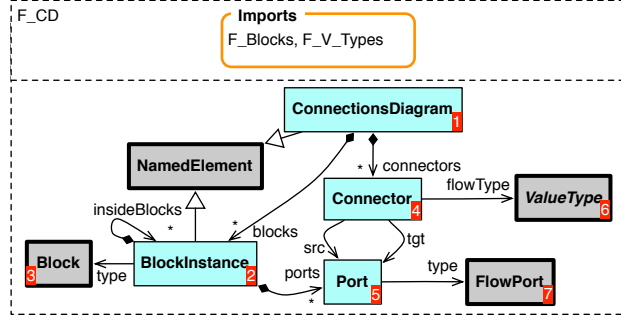 F_CD
Imports
F_Blocks, F_V_Types
ConnectionsDiagram
1
NamedElement
* connectors
flowType
Connector
4
ValueType
6
insideBlocks
*
* blocks
src
tgt
Block
3
type
BlockInstance
2
ports
*
Port
5
type
FlowPort
7